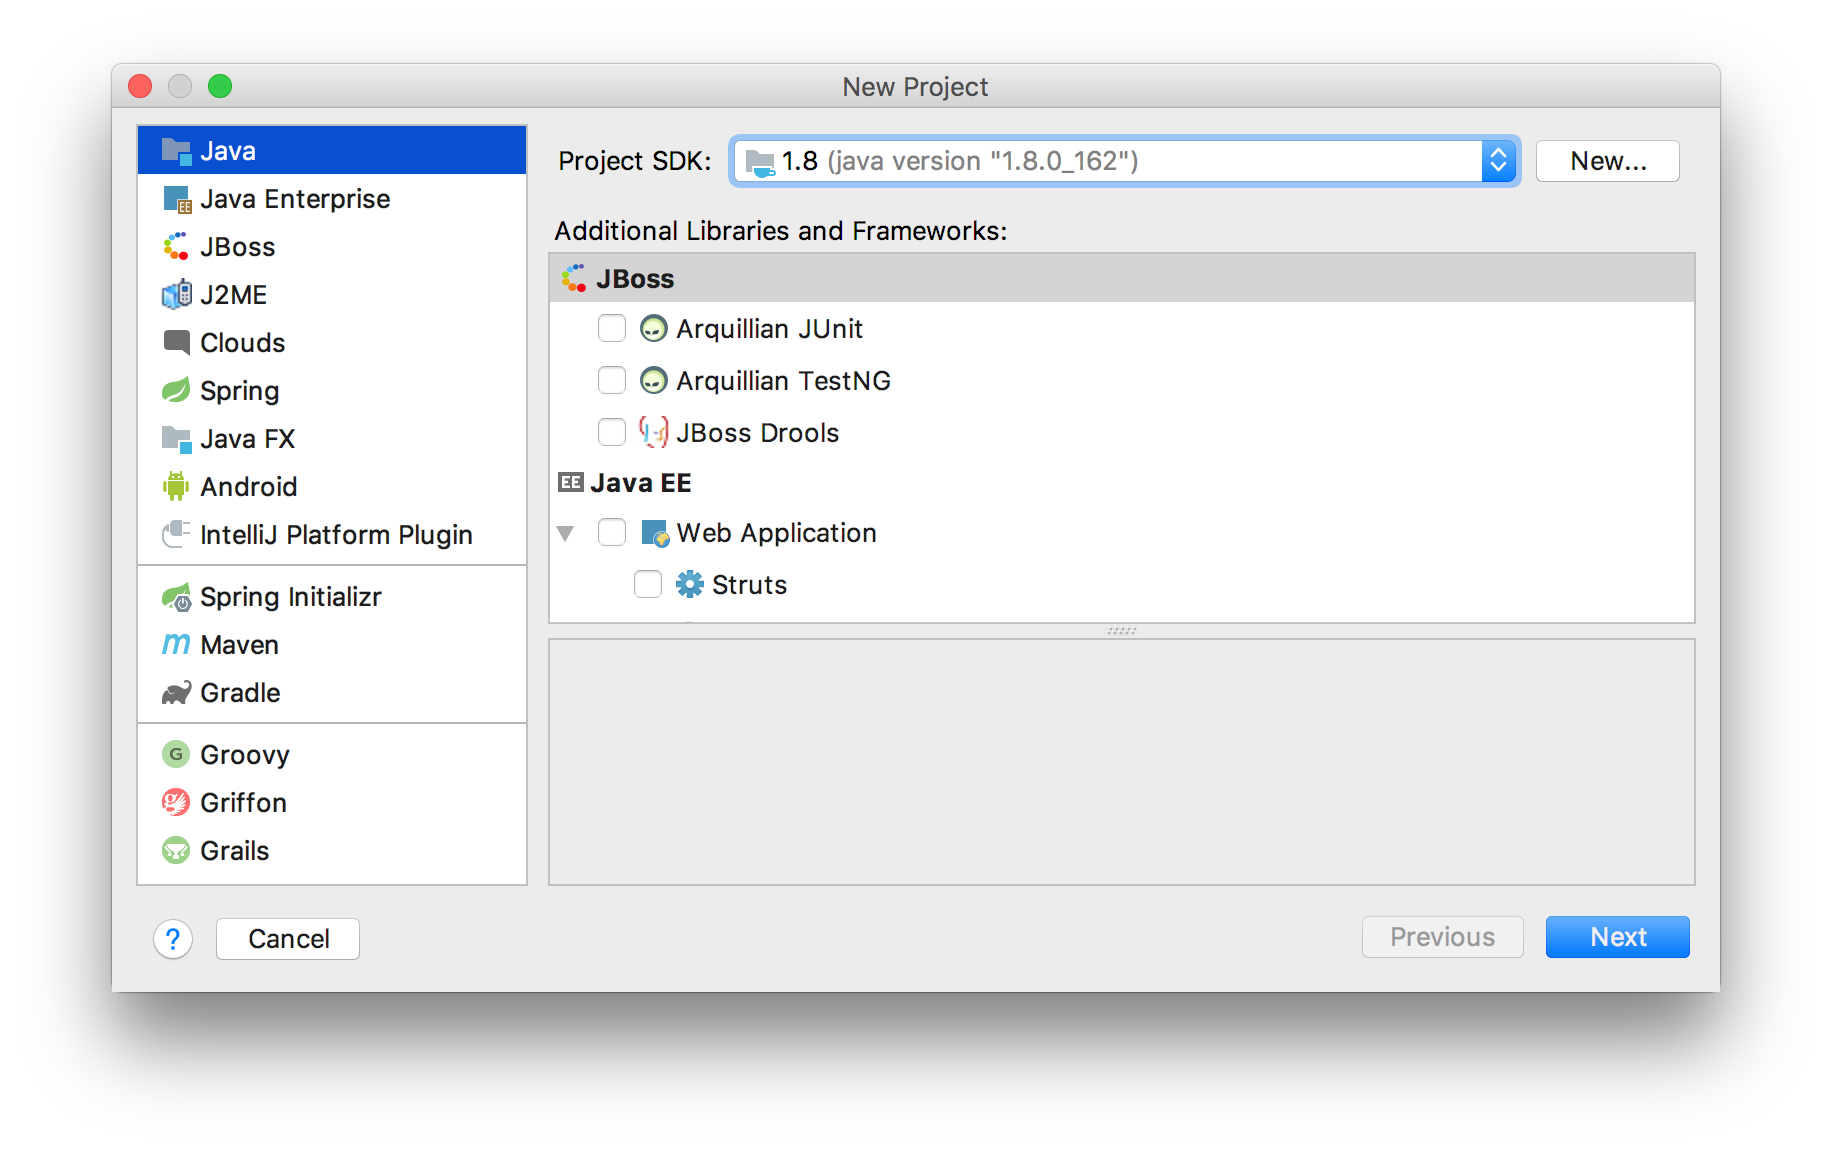 New Project
Java
Java Enterprise
JBoss
J2ME
Clouds
Spring
Java FX
Android
IntelliJ Platform Plugin
Spring Initializr
Maven
Gradle
Groovy
Griffon
Grails
Project SDK: 1.8 (java version "1.8.0_162") New...
Additional Libraries and Frameworks:
JBoss
Arquillian JUnit
Arquillian TestNG
JBoss Drools
EE Java EE
Web Application
Struts
? Cancel Previous Next